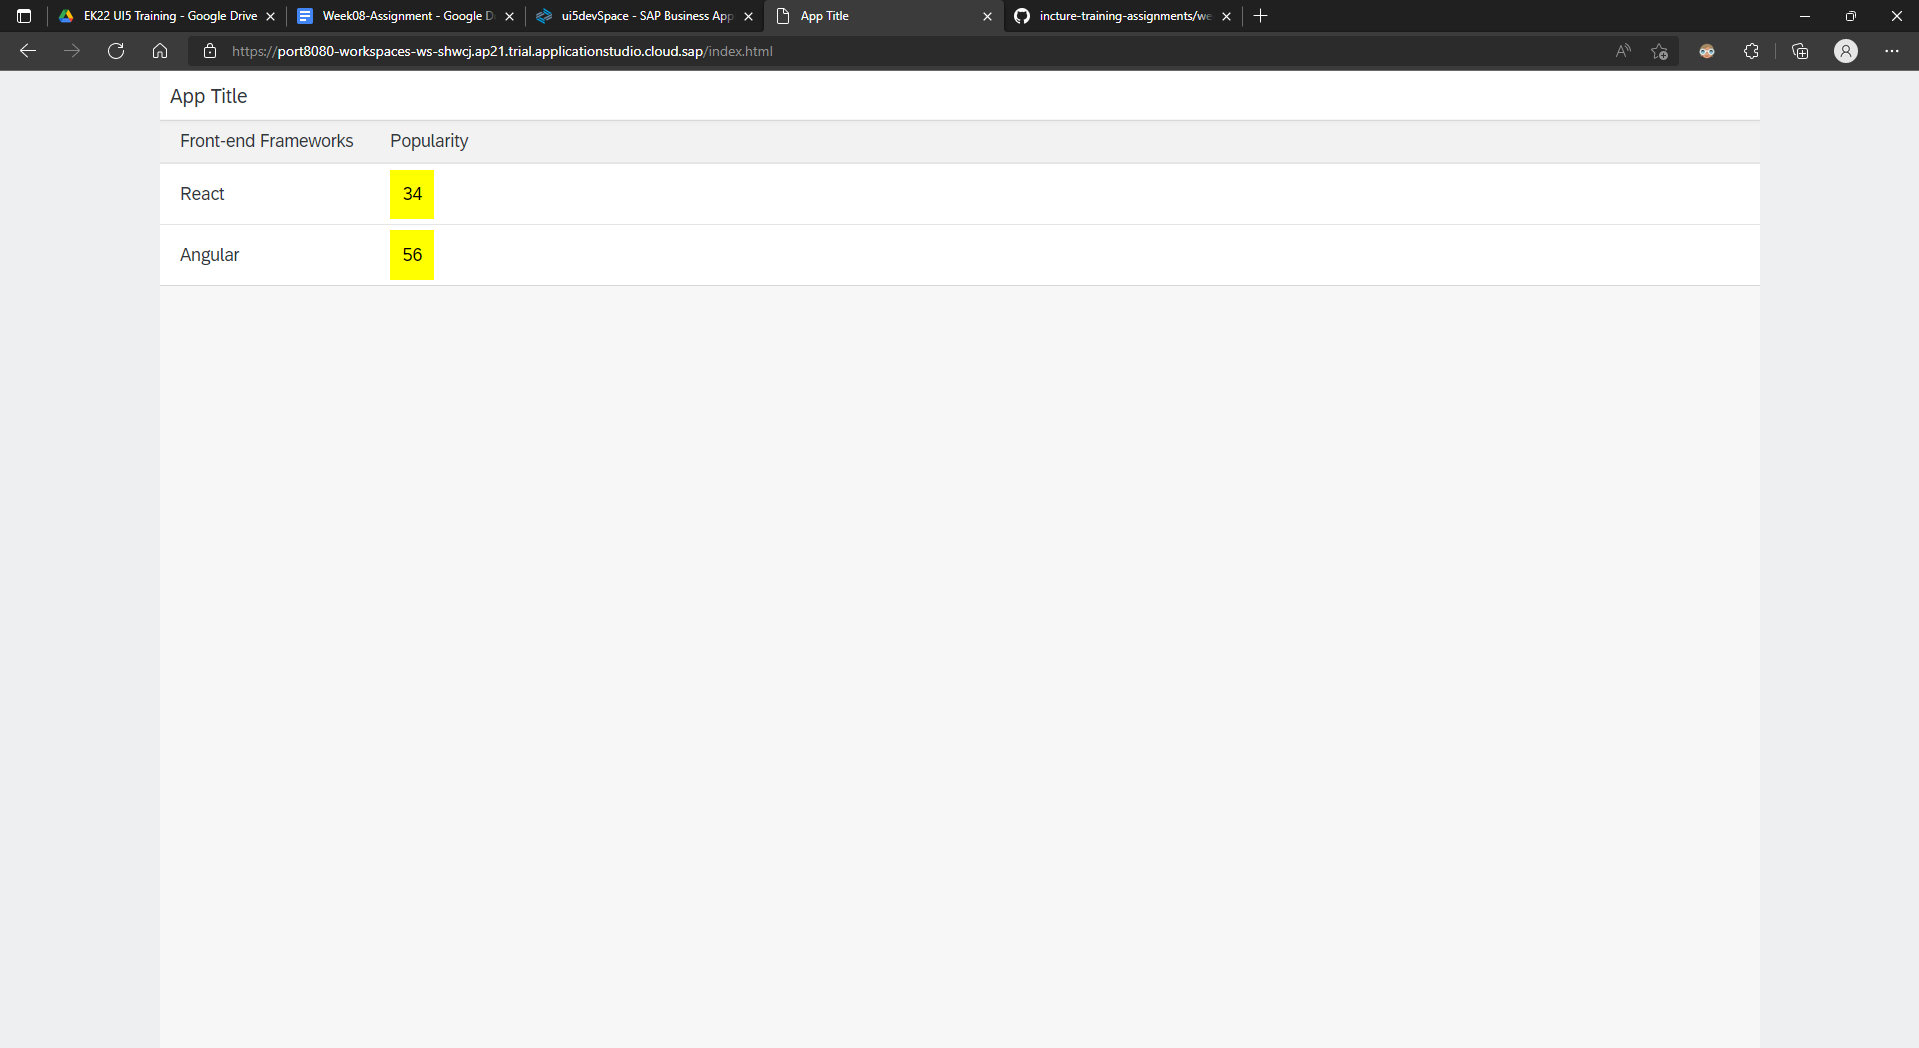 EK22 UI5 Training - Google Drive
Week08-Assignment - Google D
ui5devSpace - SAP Business App
App Title
incture-training-assignments/we
https://port8080-workspaces-ws-shwcj.ap21.trial.applicationstudio.cloud.sap/index.html
App Title
Front-end Frameworks Popularity
React 34
Angular 56